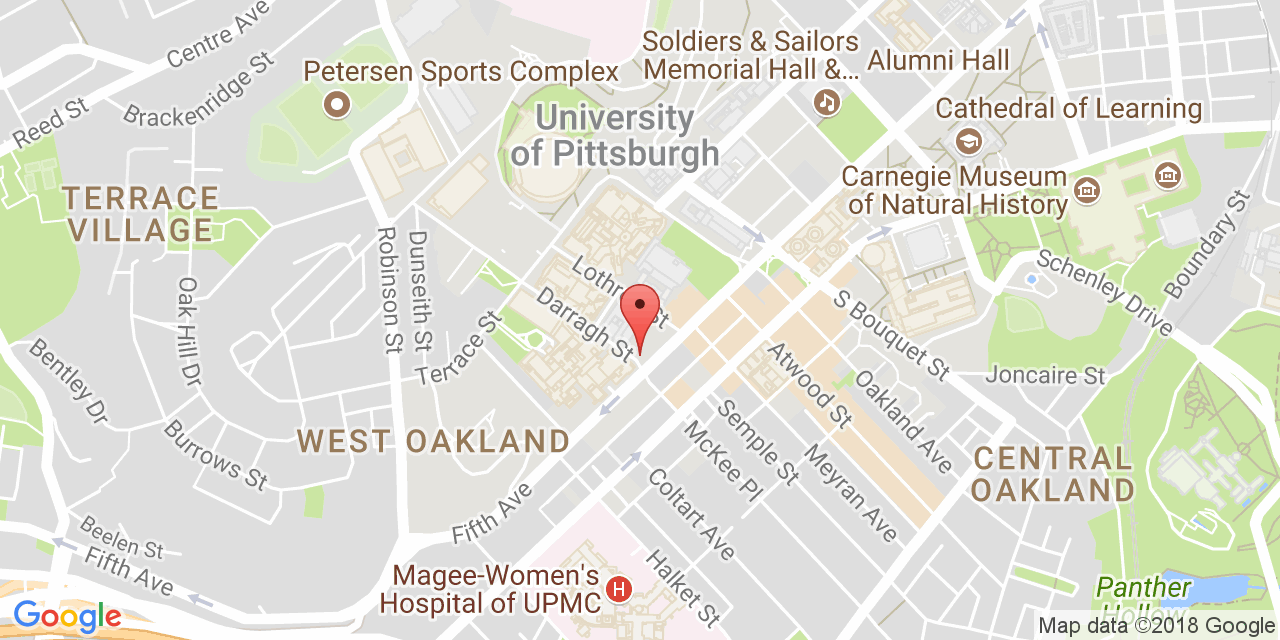 Centre Ave
Soldiers & Sailors
Memorial Hall &...
Alumni Hall
Petersen Sports Complex
Brackenridge St
Reed St
Cathedral of Learning
University
of Pittsburgh
Carnegie Museum
of Natural History
TERRACE
VILLAGE
Boundary St
Robinson St
Dunseith St
Oak Hill Dr
Schenley Drive
Darragh St
Terrace St
S Bouquet St
Bentley Dr
Joncaire St
Atwood St
Oakland Ave
Burrows St
WEST OAKLAND
Semple St
McKee Pl
Meyran Ave
CENTRAL
OAKLAND
Coltart Ave
Fifth Ave
Beelen St
Fifth Ave
Halket St
Magee-Women's
Hospital of UPMC
H
Panther
Hollow
Google
Map data ©2018 Google